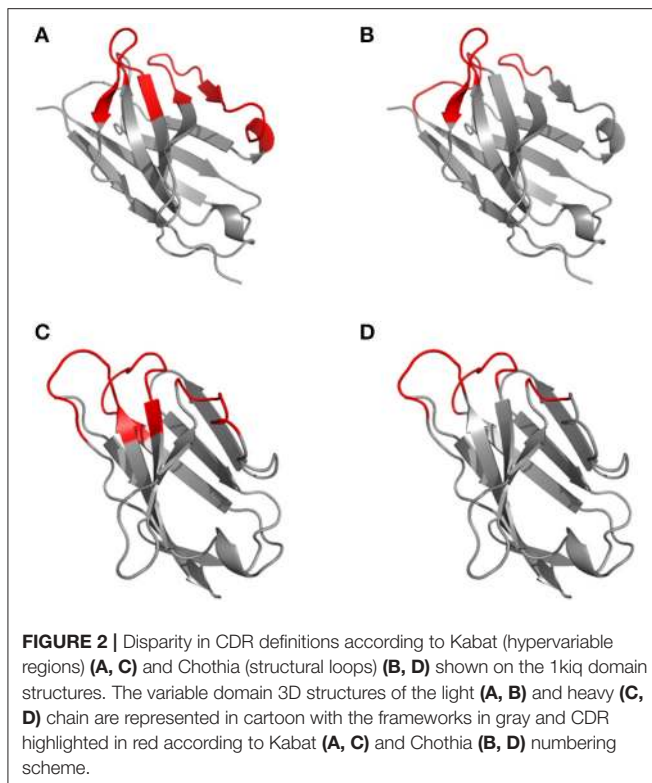 A
B
C
D
FIGURE 2 | Disparity in CDR definitions according to Kabat (hypervariable
regions) (A, C) and Chothia (structural loops) (B, D) shown on the 1kiq domain
structures. The variable domain 3D structures of the light (A, B) and heavy (C,
D) chain are represented in cartoon with the frameworks in gray and CDR
highlighted in red according to Kabat (A, C) and Chothia (B, D) numbering
scheme.